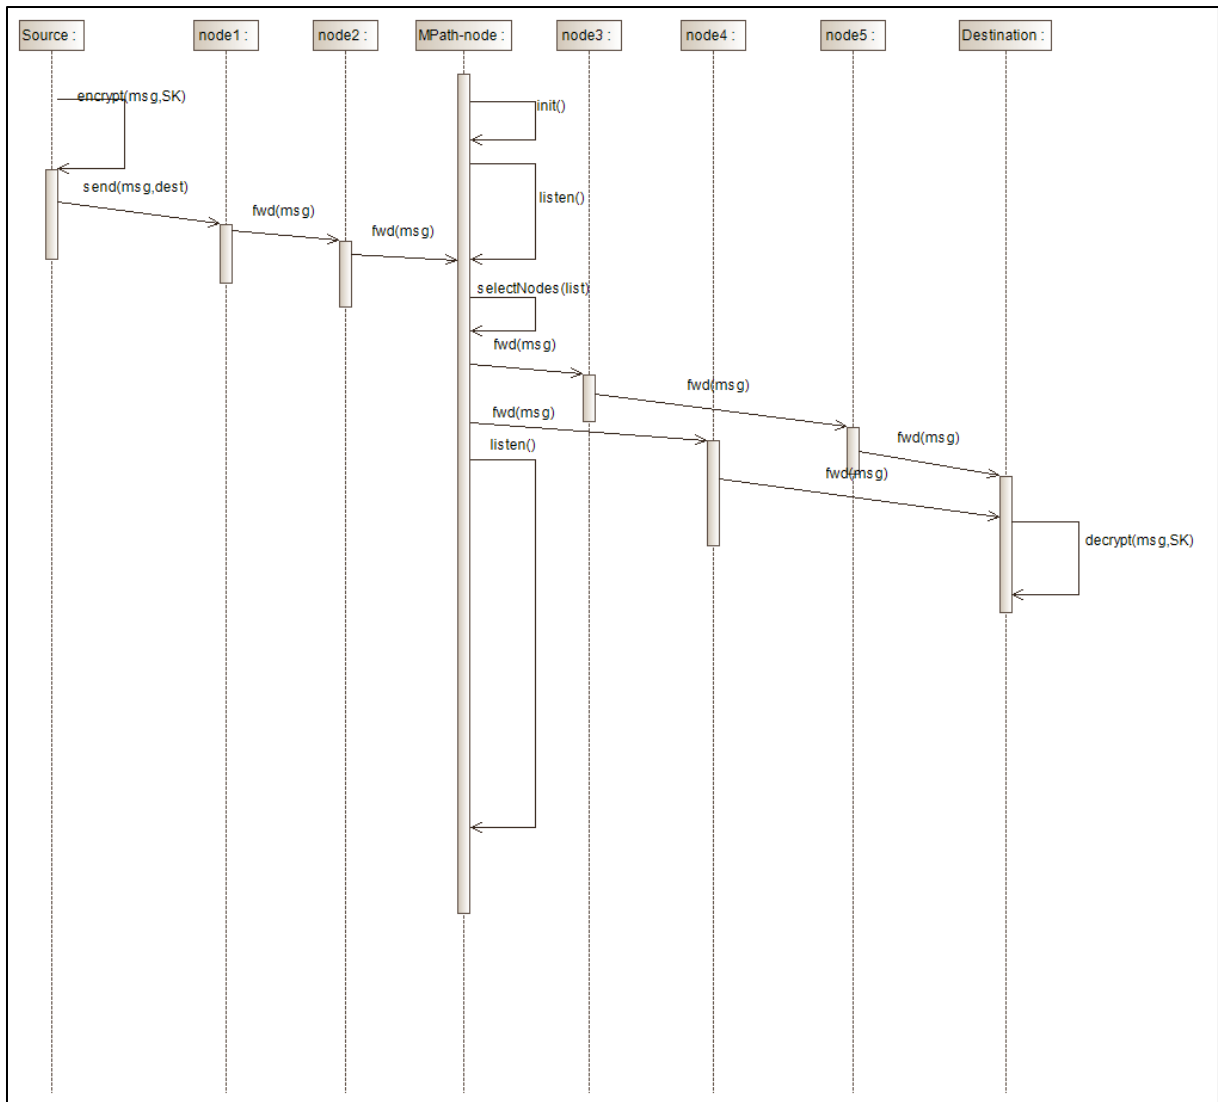 Source :
node1 :
node2 :
MPath-node :
node3 :
node4 :
node5 :
Destination :
encrypt(msg,SK)
init()
send(msg,dest)
listen()
fwd(msg)
fwd(msg)
selectNodes(list)
fwd(msg)
fwd(msg)
fwd(msg)
fwd(msg)
listen()
fwd(msg)
decrypt(msg,SK)